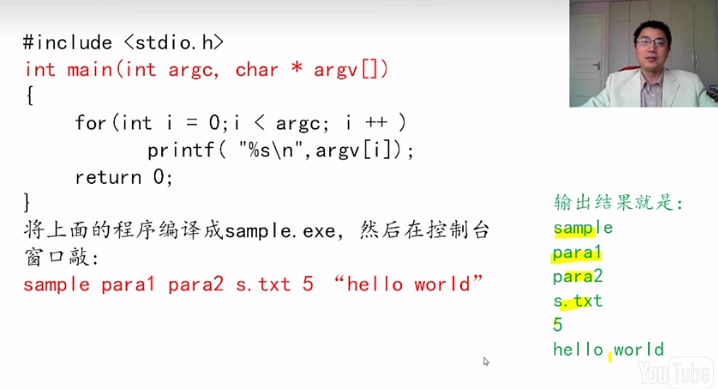 #include <stdio.h>
int main(int argc, char * argv[])
{
for(int i = 0;i < argc; i ++ )
printf( "%s\n",argv[i]);
return 0;
}
将上面的程序编译成sample.exe，然后在控制台
窗口敲：
sample para1 para2 s.txt 5 “hello world”
输出结果就是：
sample
para1
para2
s.txt
5
hello world
YouTube